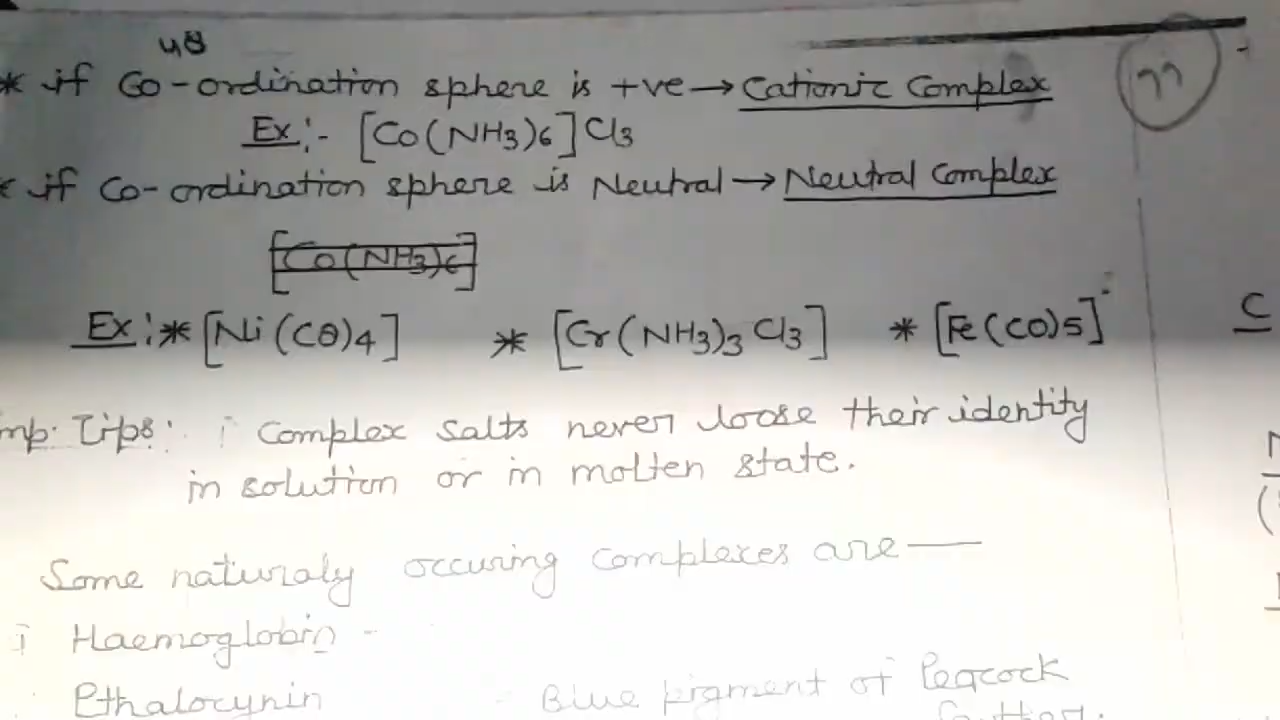 48
* if Co-ordination sphere is +ve → Cationic Complex
Ex:- [Co(NH3)6]Cl3
* if Co-ordination sphere is Neutral → Neutral Complex
[Co(NH3)6]
Ex:* [Ni(CO)4] * [Cr(NH3)3 Cl3] * [Fe(CO)5]
C
Tips: i Complex salts never loose their identity
in solution or in molten state.
Some naturaly occuring complexes are —
i Haemoglobin -
Pthalocynin Blue pigment of Peacock